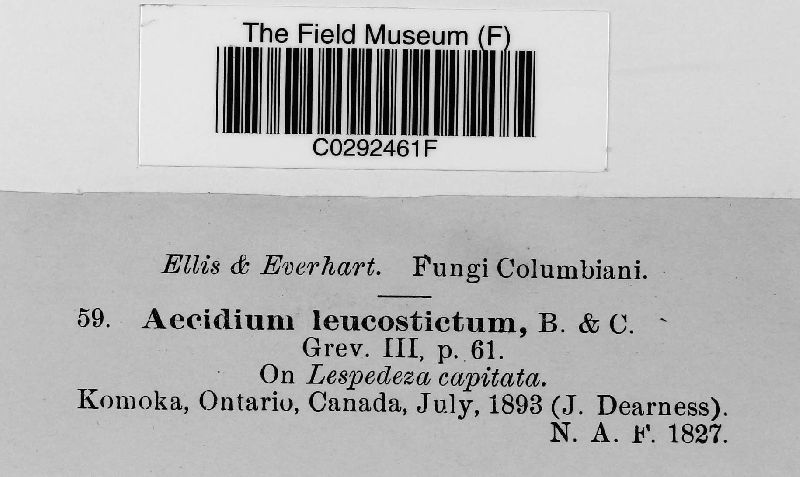 The Field Museum (F)
C0292461F
Ellis & Everhart. Fungi Columbiani.
59. Aecidium leucostictum, B. & C.
Grev. III, p. 61.
On Lespedeza capitata.
Komoka, Ontario, Canada, July, 1893 (J. Dearness).
N. A. F. 1827.